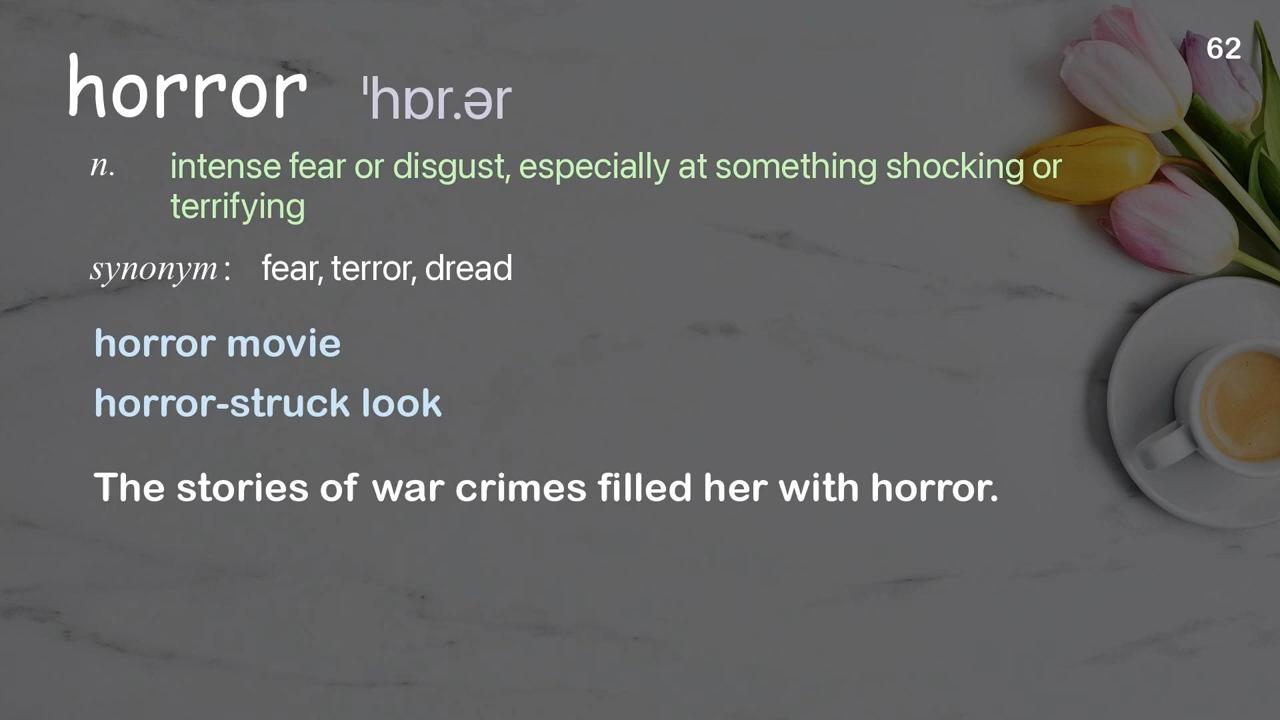 62
horror ˈhɒr.ər
n. intense fear or disgust, especially at something shocking or
terrifying
synonym: fear, terror, dread
horror movie
horror-struck look
The stories of war crimes filled her with horror.